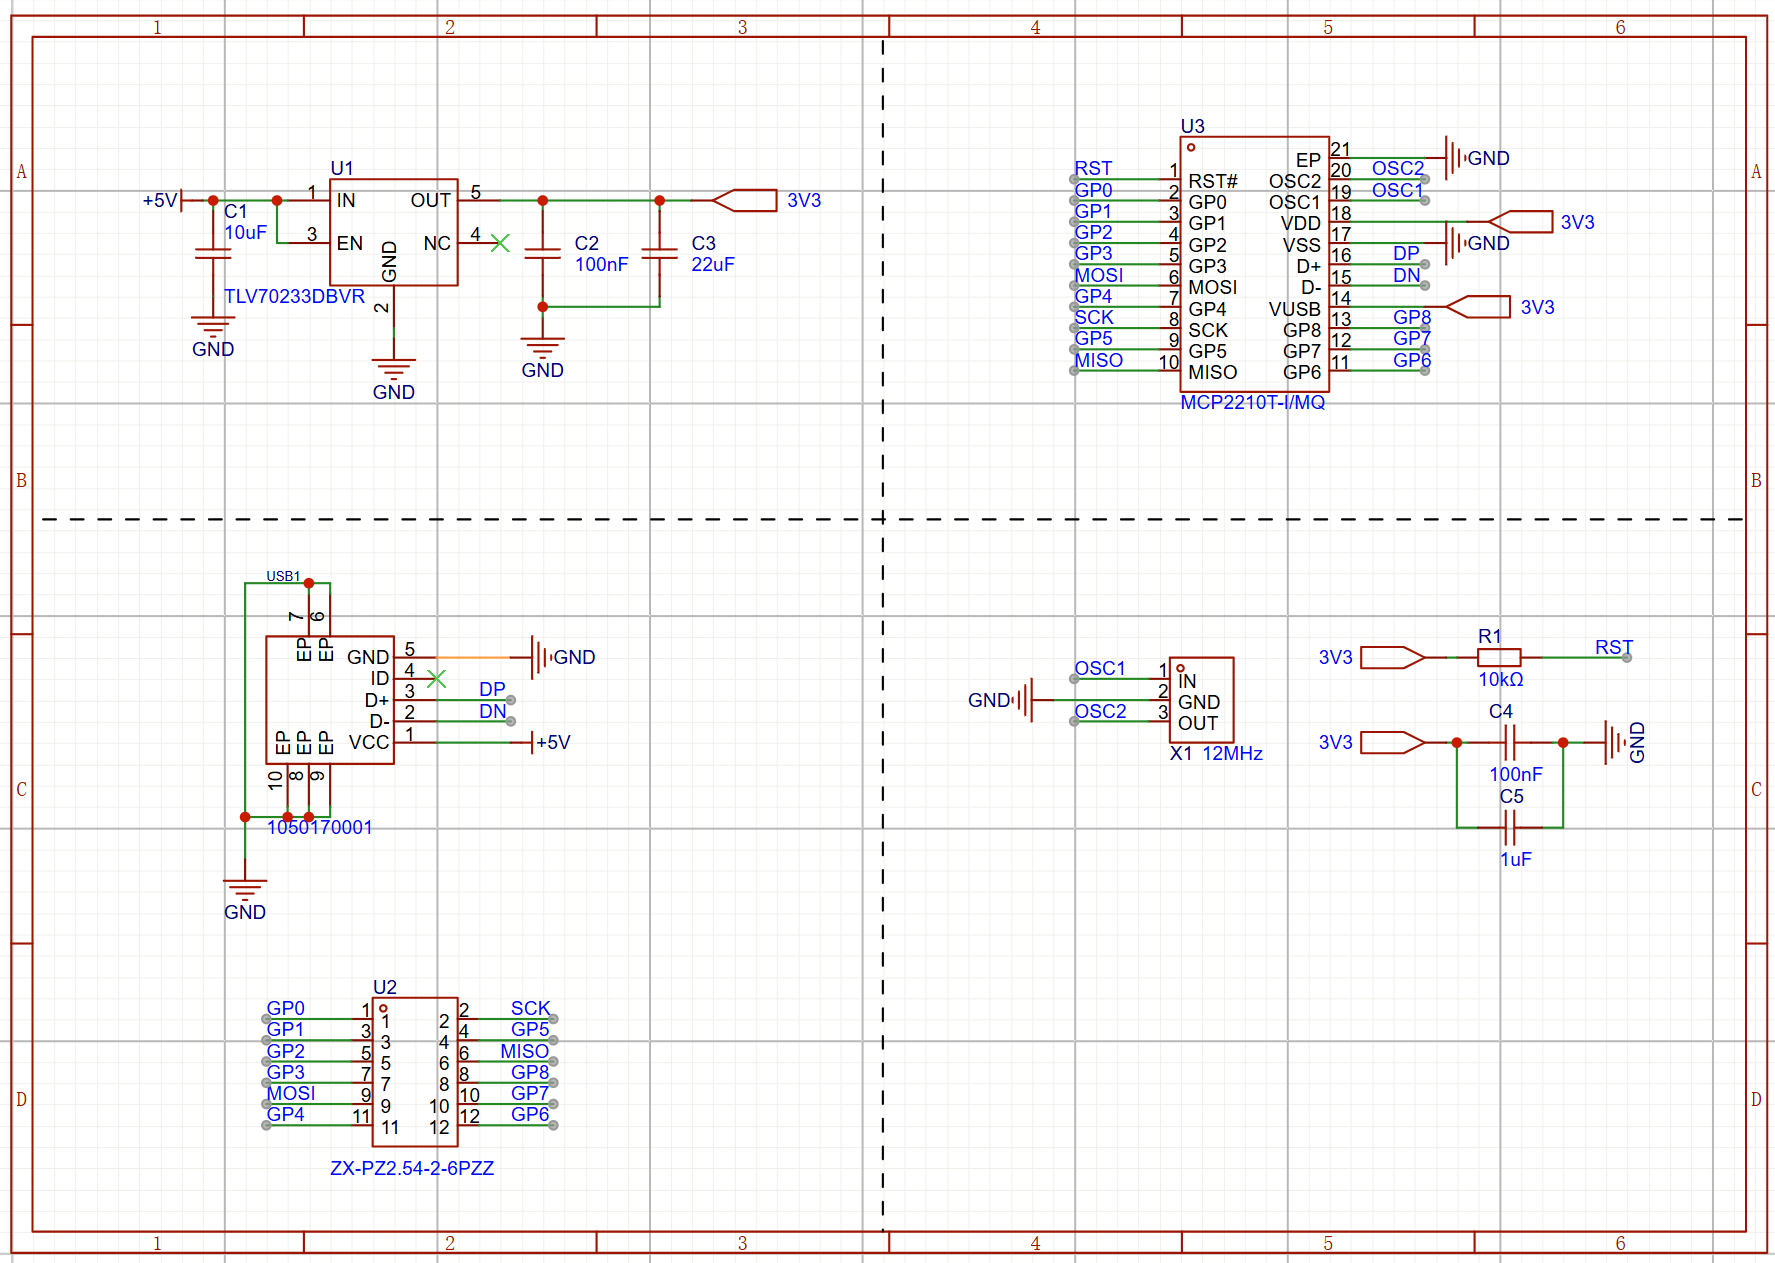 1 2 3 4 5 6
A A
B B
C C
D D
U1
+5V
C1
10uF
1 IN
3 EN
OUT 5
NC 4
GND
2
TLV70233DBVR
GND
GND
C2
100nF
C3
22uF
GND
3V3
U3
RST 1 RST#
GP0 2 GP0
GP1 3 GP1
GP2 4 GP2
GP3 5 GP3
MOSI 6 MOSI
GP4 7 GP4
SCK 8 SCK
GP5 9 GP5
MISO 10 MISO
EP 21 GND
OSC2 20 OSC2
OSC1 19 OSC1
VDD 18 3V3
VSS 17 GND
D+ 16 DP
D- 15 DN
VUSB 14 3V3
GP8 13 GP8
GP7 12 GP7
GP6 11 GP6
MCP2210T-I/MQ
USB1
7 6
EP EP
GND 5 GND
ID 4
D+ 3 DP
D- 2 DN
VCC 1 +5V
EP EP EP
10 8 9
1050170001
GND
OSC1 1 IN
GND 2 GND
OSC2 3 OUT
X1 12MHz
R1
3V3 RST
10kΩ
C4
3V3 GND
100nF
C5
1uF
U2
GP0 1 1 2 2 SCK
GP1 3 3 4 4 GP5
GP2 5 5 6 6 MISO
GP3 7 7 8 8 GP8
MOSI 9 9 10 10 GP7
GP4 11 11 12 12 GP6
ZX-PZ2.54-2-6PZZ
1 2 3 4 5 6